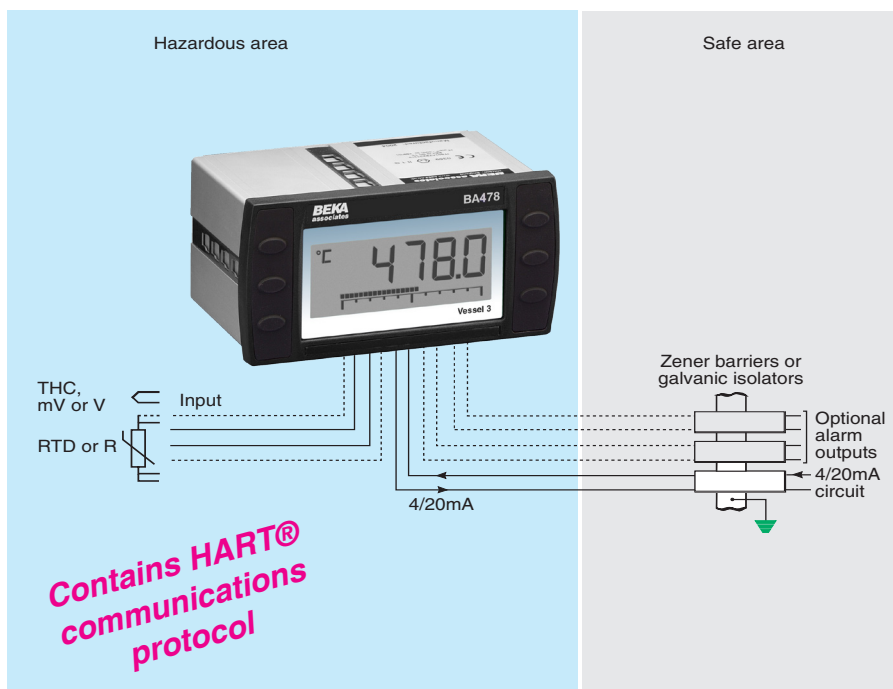 Hazardous area
Safe area
BEKA
associates
BA478
°C
478.0
Vessel 3
Zener barriers or
galvanic isolators
THC,
mV or V
Input
RTD or R
Optional
alarm
outputs
4/20mA
4/20mA
circuit
Contains HART®
communications
protocol